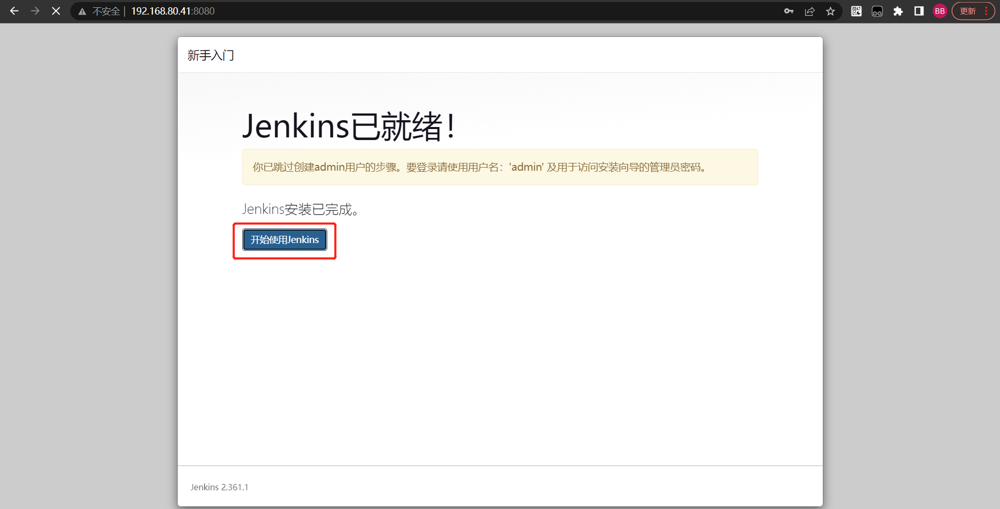 不安全 | 192.168.80.41:8080
BB
更新
新手入门
Jenkins已就绪！
你已跳过创建admin用户的步骤。要登录请使用用户名：'admin' 及用于访问安装向导的管理员密码。
Jenkins安装已完成。
开始使用Jenkins
Jenkins 2.361.1